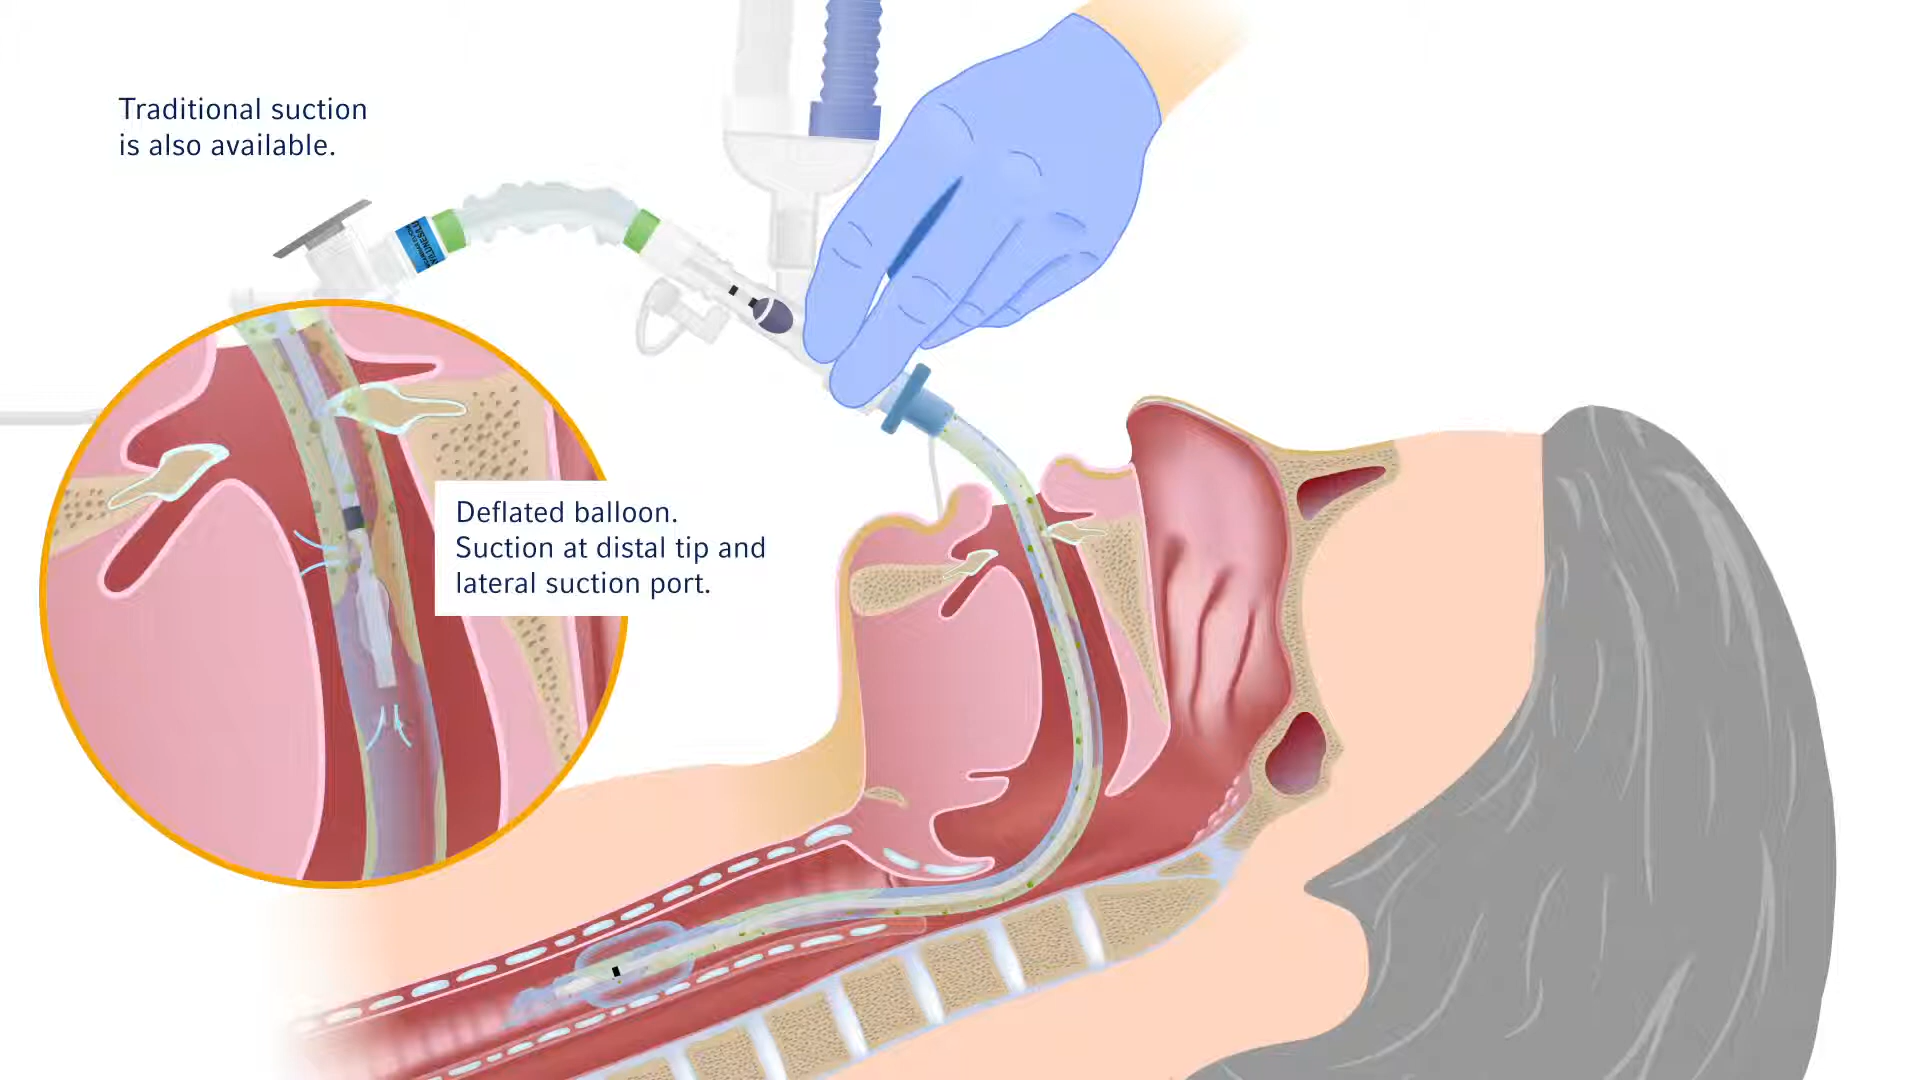 Traditional suction
is also available.
Deflated balloon.
Suction at distal tip and
lateral suction port.